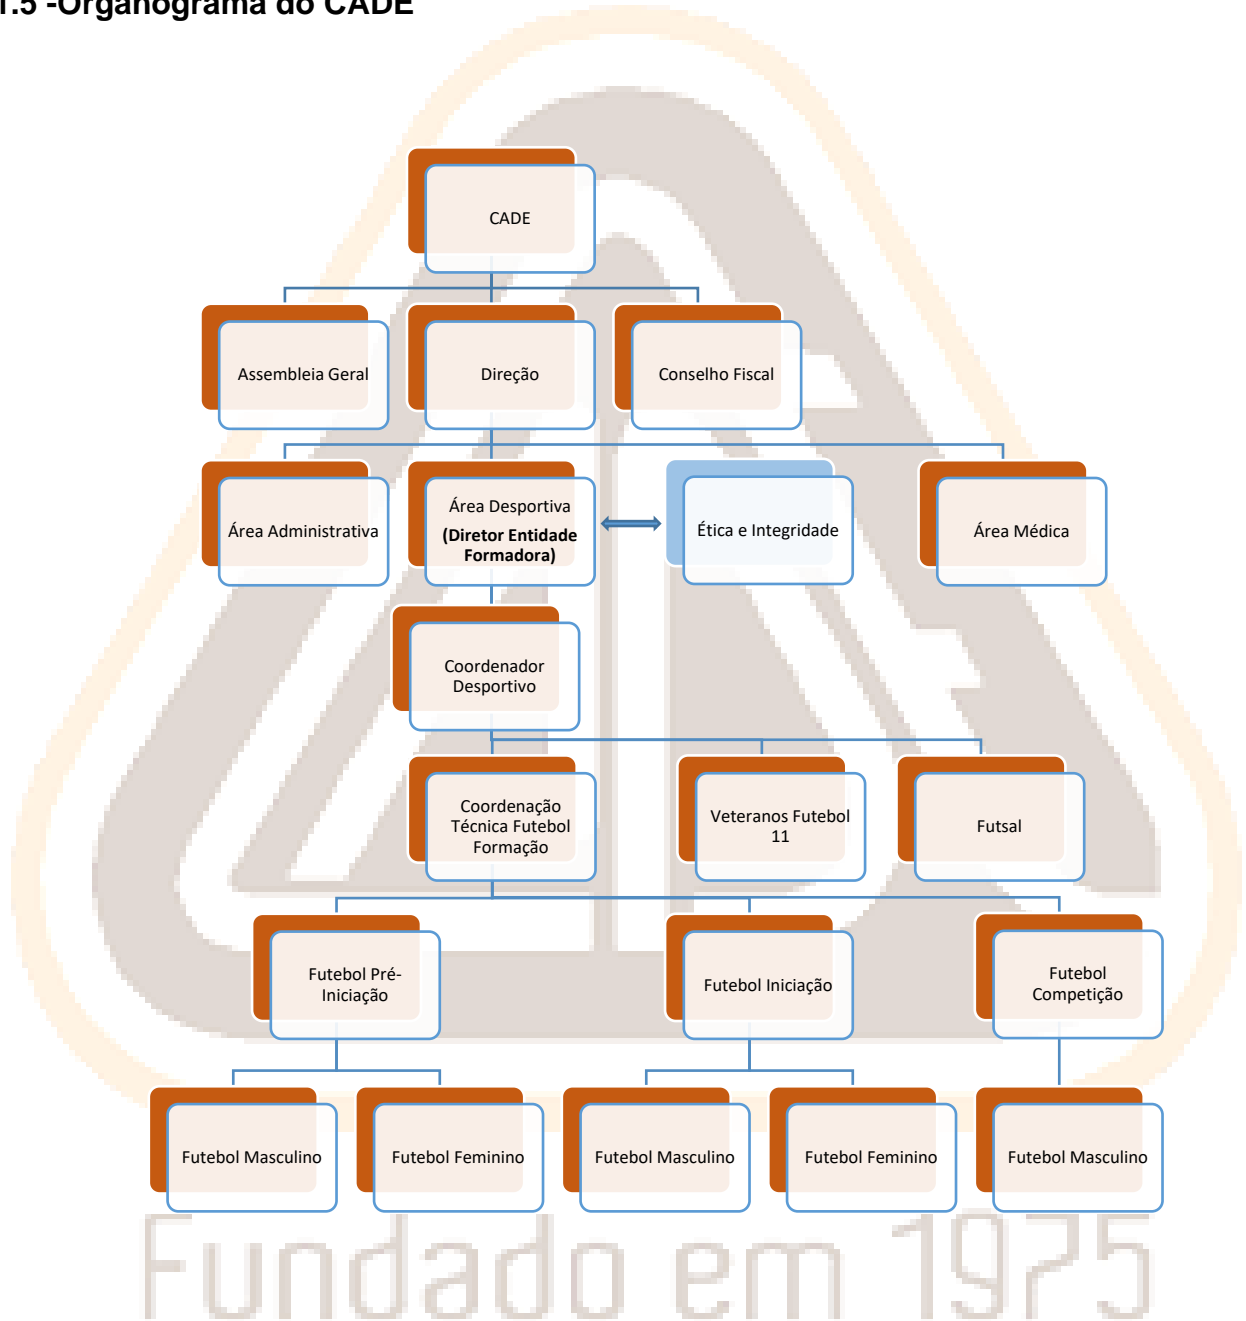 1.5 -Organograma do CADE
CADE
Assembleia Geral
Direção
Conselho Fiscal
Área Administrativa
Área Desportiva
(Diretor Entidade
Formadora)
Ética e Integridade
Área Médica
Coordenador
Desportivo
Coordenação
Técnica Futebol
Formação
Veteranos Futebol
11
Futsal
Futebol Pré-
Iniciação
Futebol Iniciação
Futebol
Competição
Futebol Masculino
Futebol Feminino
Futebol Masculino
Futebol Feminino
Futebol Masculino
Fundado em 1975